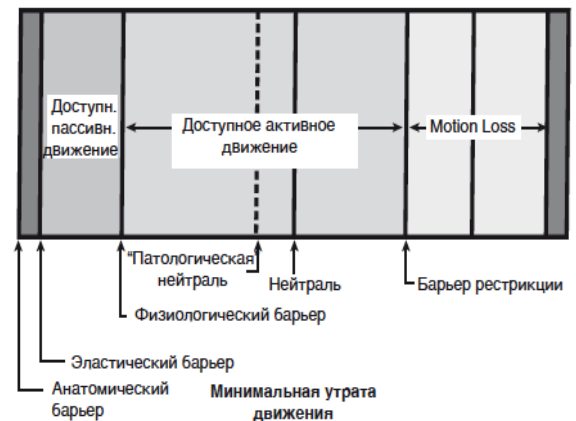 Доступн.
пассивн.
движение
Доступное активное
движение
Motion Loss
"Патологическая
нейтраль
Нейтраль
Барьер рестрикции
Физиологический барьер
Эластический барьер
Анатомический
барьер
Минимальная утрата
движения